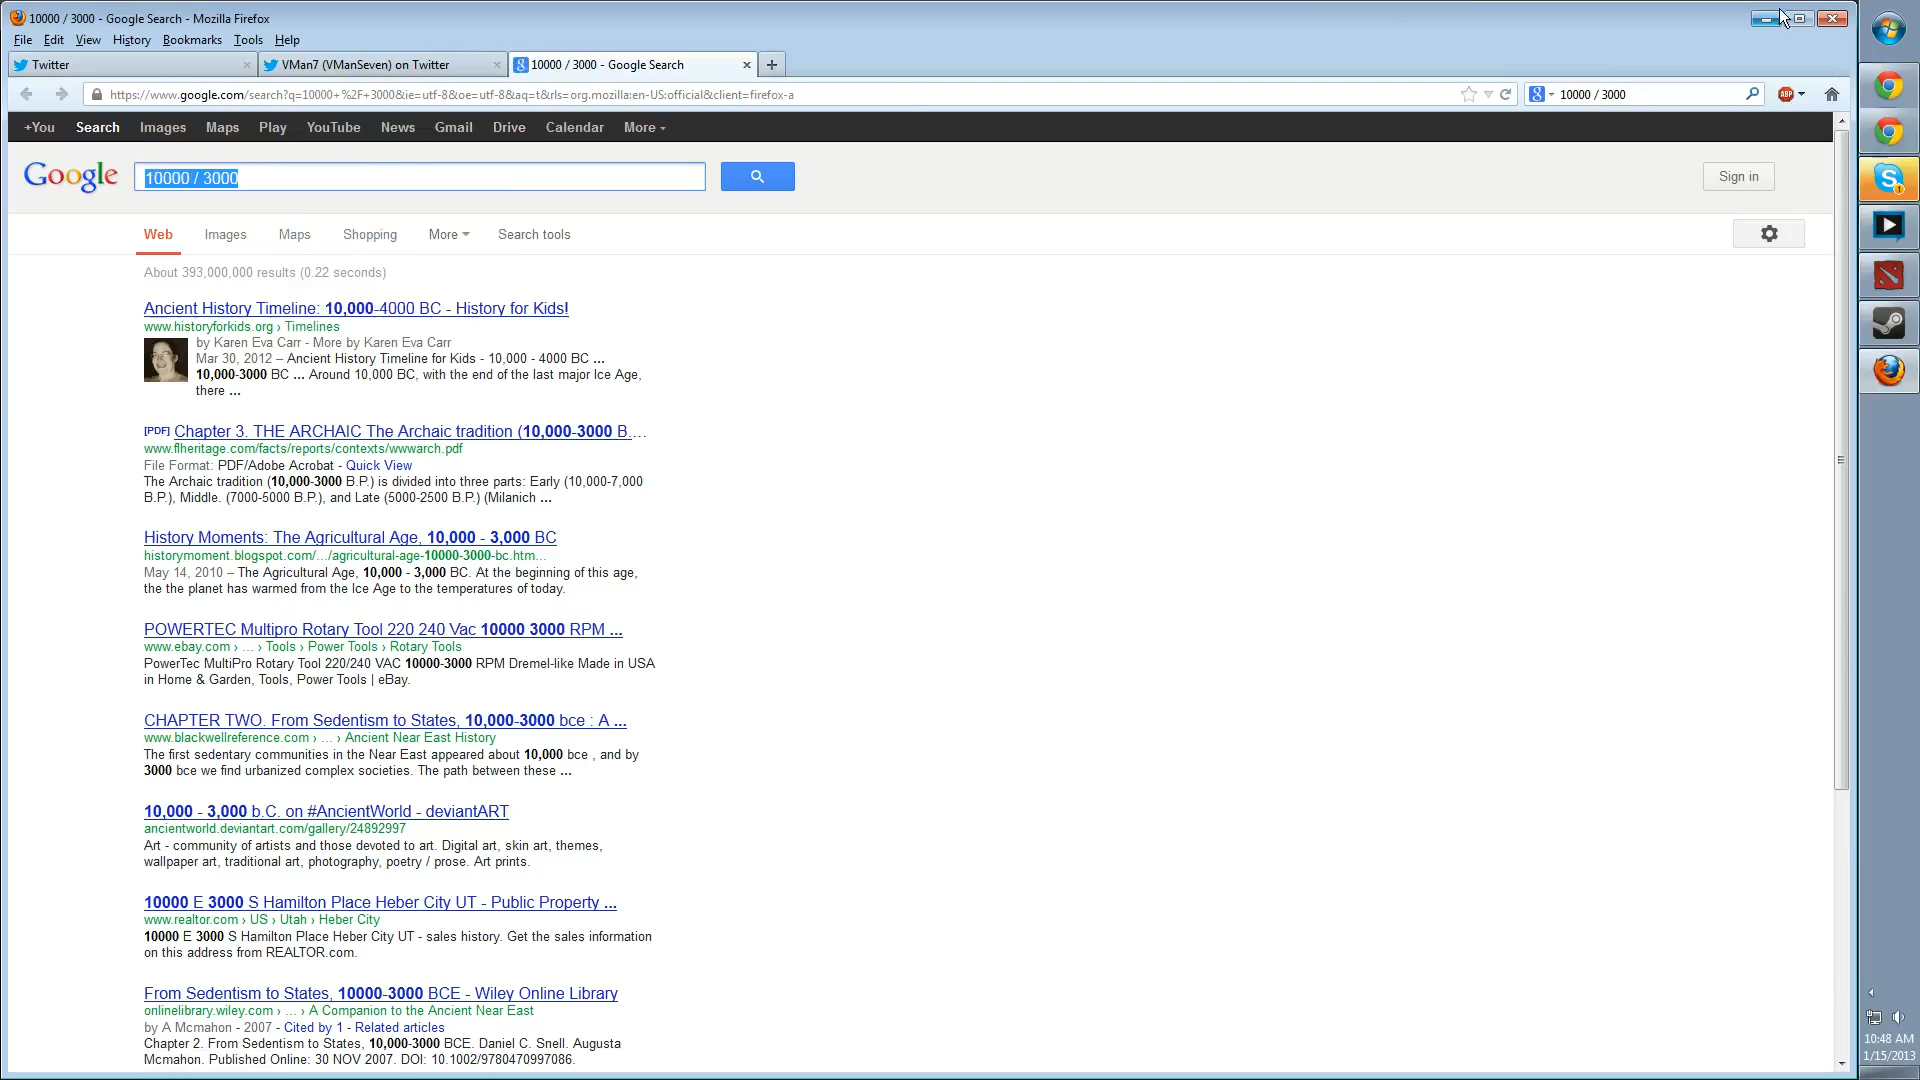 10000 / 3000 - Google Search - Mozilla Firefox
File Edit View History Bookmarks Tools Help
Twitter
VMan7 (VManSeven) on Twitter
10000 / 3000 - Google Search
https://www.google.com/search?q=10000+%2F+3000&ie=utf-8&oe=utf-8&aq=t&rls=org.mozilla:en-US:official&client=firefox-a
10000 / 3000
ABP
+You Search Images Maps Play YouTube News Gmail Drive Calendar More
Google
10000 / 3000
Sign in
Web Images Maps Shopping More Search tools
About 393,000,000 results (0.22 seconds)
Ancient History Timeline: 10,000-4000 BC - History for Kids!
www.historyforkids.org › Timelines
by Karen Eva Carr - More by Karen Eva Carr
Mar 30, 2012 – Ancient History Timeline for Kids - 10,000 - 4000 BC ...
10,000-3000 BC ... Around 10,000 BC, with the end of the last major Ice Age,
there ...
[PDF] Chapter 3. THE ARCHAIC The Archaic tradition (10,000-3000 B....
www.flheritage.com/facts/reports/contexts/wwwarch.pdf
File Format: PDF/Adobe Acrobat - Quick View
The Archaic tradition (10,000-3000 B.P.) is divided into three parts: Early (10,000-7,000
B.P.), Middle. (7000-5000 B.P.), and Late (5000-2500 B.P.) (Milanich ...
History Moments: The Agricultural Age, 10,000 - 3,000 BC
historymoment.blogspot.com/.../agricultural-age-10000-3000-bc.htm...
May 14, 2010 – The Agricultural Age, 10,000 - 3,000 BC. At the beginning of this age,
the the planet has warmed from the Ice Age to the temperatures of today.
POWERTEC Multipro Rotary Tool 220 240 Vac 10000 3000 RPM ...
www.ebay.com › ... › Tools › Power Tools › Rotary Tools
PowerTec MultiPro Rotary Tool 220/240 VAC 10000-3000 RPM Dremel-like Made in USA
in Home & Garden, Tools, Power Tools | eBay.
CHAPTER TWO. From Sedentism to States, 10,000-3000 bce : A ...
www.blackwellreference.com › ... › Ancient Near East History
The first sedentary communities in the Near East appeared about 10,000 bce , and by
3000 bce we find urbanized complex societies. The path between these ...
10,000 - 3,000 b.C. on #AncientWorld - deviantART
ancientworld.deviantart.com/gallery/24892997
Art - community of artists and those devoted to art. Digital art, skin art, themes,
wallpaper art, traditional art, photography, poetry / prose. Art prints.
10000 E 3000 S Hamilton Place Heber City UT - Public Property ...
www.realtor.com › US › Utah › Heber City
10000 E 3000 S Hamilton Place Heber City UT - sales history. Get the sales information
on this address from REALTOR.com.
From Sedentism to States, 10000-3000 BCE - Wiley Online Library
onlinelibrary.wiley.com › ... › A Companion to the Ancient Near East
by A Mcmahon - 2007 - Cited by 1 - Related articles
Chapter 2. From Sedentism to States, 10,000-3000 BCE. Daniel C. Snell. Augusta
Mcmahon. Published Online: 30 NOV 2007. DOI: 10.1002/9780470997086.
10:48 AM
1/15/2013